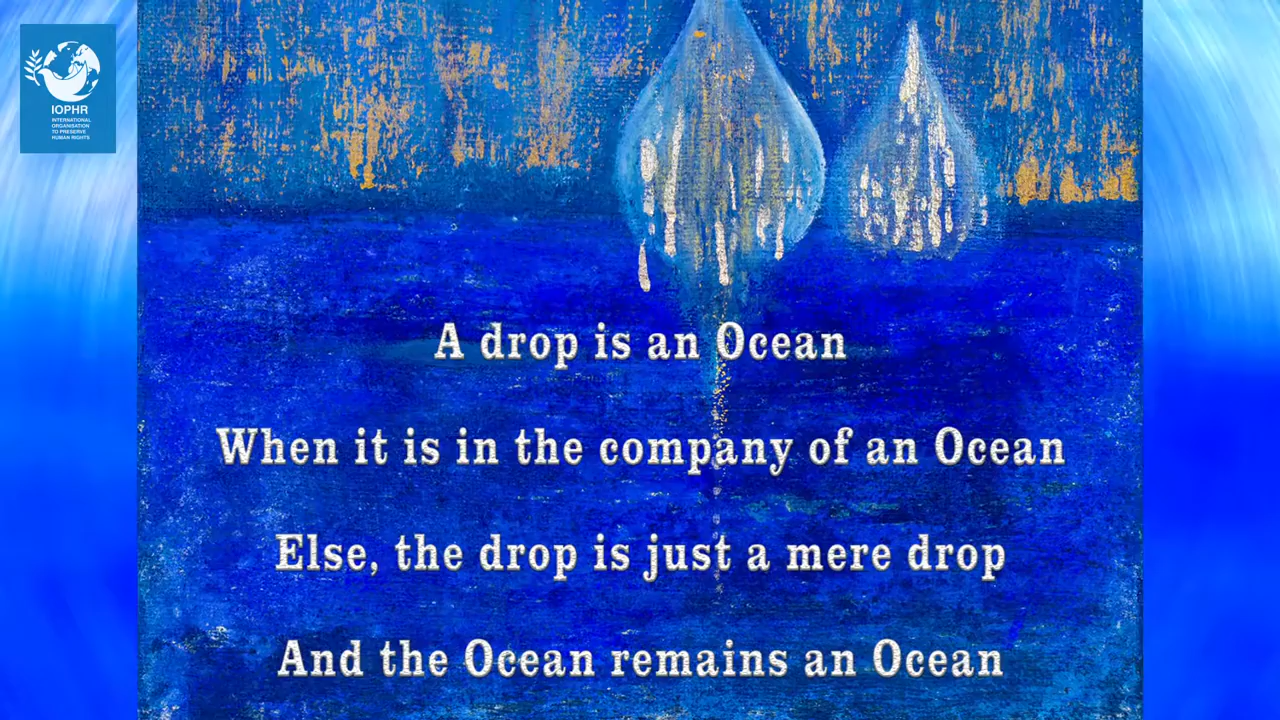 IOPHR
INTERNATIONAL
ORGANISATION
TO PRESERVE
HUMAN RIGHTS
A drop is an Ocean
When it is in the company of an Ocean
Else, the drop is just a mere drop
And the Ocean remains an Ocean